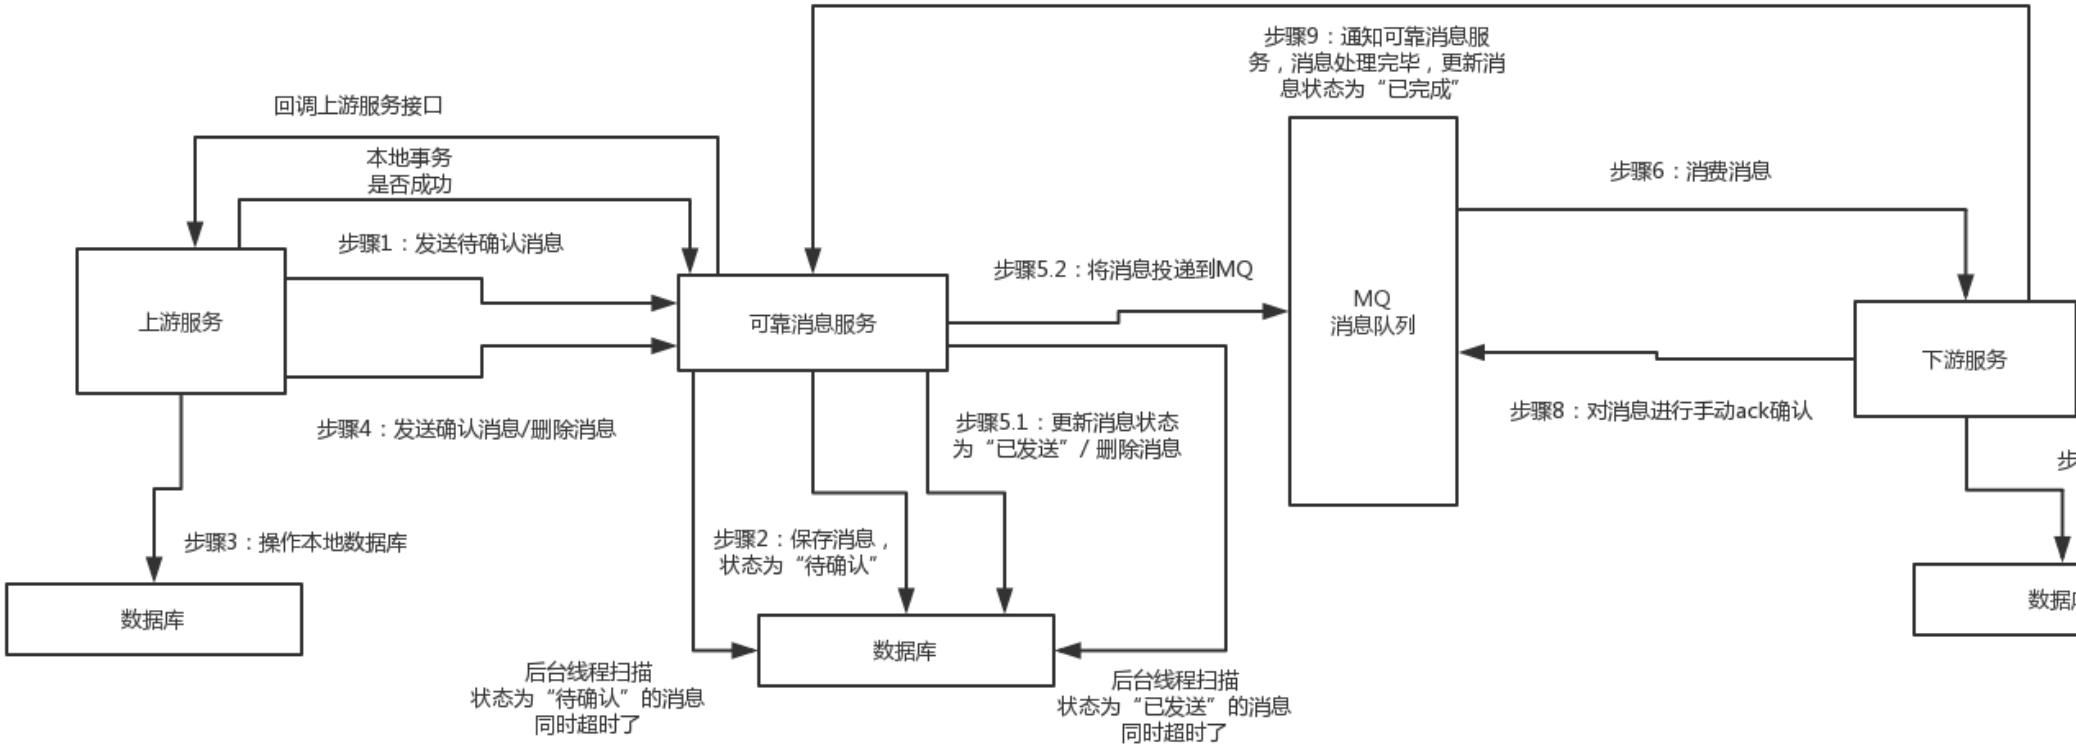 步骤9：通知可靠消息服
务，消息处理完毕，更新消
息状态为“已完成”
回调上游服务接口
本地事务
是否成功
步骤6：消费消息
步骤1：发送待确认消息
步骤5.2：将消息投递到MQ
MQ
消息队列
上游服务
可靠消息服务
下游服务
步骤8：对消息进行手动ack确认
步骤4：发送确认消息/删除消息
步骤5.1：更新消息状态
为“已发送”/ 删除消息
步
步骤3：操作本地数据库
步骤2：保存消息，
状态为“待确认”
数据库
数据库
数据
后台线程扫描
状态为“待确认”的消息
同时超时了
后台线程扫描
状态为“已发送”的消息
同时超时了